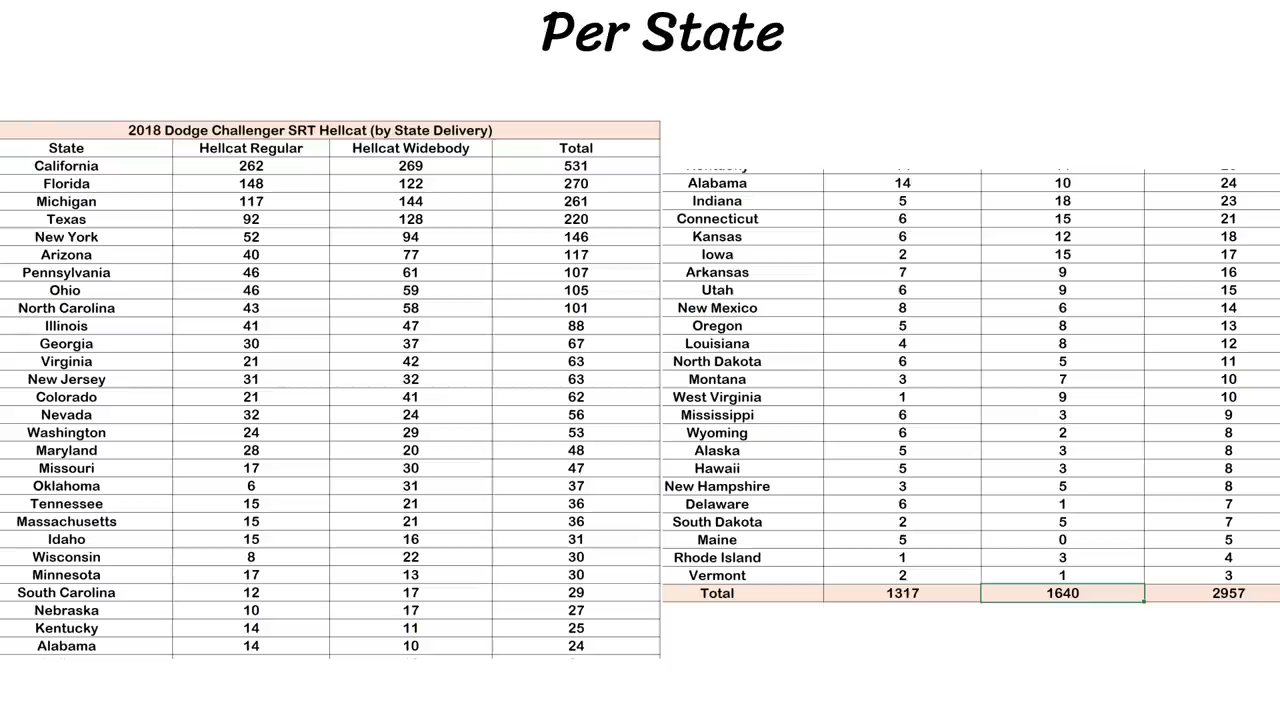 Per State
2018 Dodge Challenger SRT Hellcat (by State Delivery)
State Hellcat Regular Hellcat Widebody Total
California 262 269 531
Florida 148 122 270
Michigan 117 144 261
Texas 92 128 220
New York 52 94 146
Arizona 40 77 117
Pennsylvania 46 61 107
Ohio 46 59 105
North Carolina 43 58 101
Illinois 41 47 88
Georgia 30 37 67
Virginia 21 42 63
New Jersey 31 32 63
Colorado 21 41 62
Nevada 32 24 56
Washington 24 29 53
Maryland 28 20 48
Missouri 17 30 47
Oklahoma 6 31 37
Tennessee 15 21 36
Massachusetts 15 21 36
Idaho 15 16 31
Wisconsin 8 22 30
Minnesota 17 13 30
South Carolina 12 17 29
Nebraska 10 17 27
Kentucky 14 11 25
Alabama 14 10 24
Alabama 14 10 24
Indiana 5 18 23
Connecticut 6 15 21
Kansas 6 12 18
Iowa 2 15 17
Arkansas 7 9 16
Utah 6 9 15
New Mexico 8 6 14
Oregon 5 8 13
Louisiana 4 8 12
North Dakota 6 5 11
Montana 3 7 10
West Virginia 1 9 10
Mississippi 6 3 9
Wyoming 6 2 8
Alaska 5 3 8
Hawaii 5 3 8
New Hampshire 3 5 8
Delaware 6 1 7
South Dakota 2 5 7
Maine 5 0 5
Rhode Island 1 3 4
Vermont 2 1 3
Total 1317 1640 2957